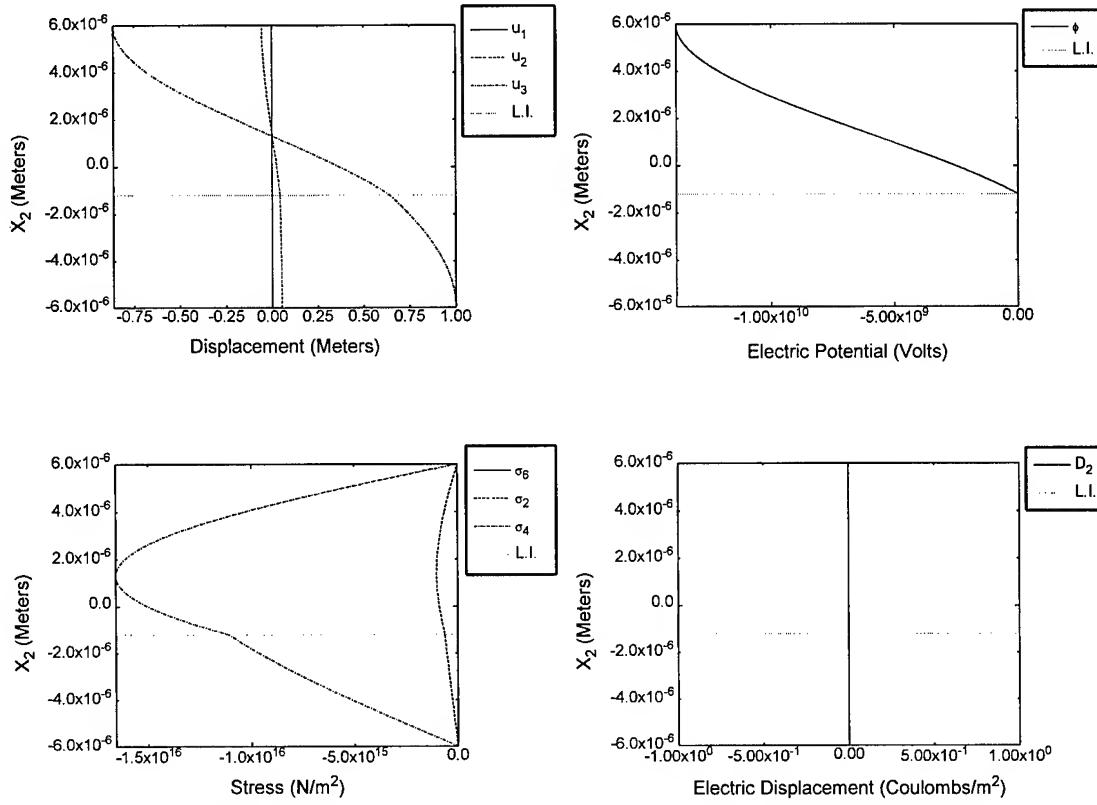 6.0x10⁻⁶
4.0x10⁻⁶
2.0x10⁻⁶
0.0
-2.0x10⁻⁶
-4.0x10⁻⁶
-6.0x10⁻⁶
X₂ (Meters)
-0.75 -0.50 -0.25 0.00 0.25 0.50 0.75 1.00
Displacement (Meters)
u₁
u₂
u₃
L.I.
6.0x10⁻⁶
4.0x10⁻⁶
2.0x10⁻⁶
0.0
-2.0x10⁻⁶
-4.0x10⁻⁶
-6.0x10⁻⁶
X₂ (Meters)
-1.00x10¹⁰ -5.00x10⁹ 0.00
Electric Potential (Volts)
ϕ
L.I.
6.0x10⁻⁶
4.0x10⁻⁶
2.0x10⁻⁶
0.0
-2.0x10⁻⁶
-4.0x10⁻⁶
-6.0x10⁻⁶
X₂ (Meters)
-1.5x10¹⁶ -1.0x10¹⁶ -5.0x10¹⁵ 0.0
Stress (N/m²)
σ₆
σ₂
σ₄
L.I.
6.0x10⁻⁶
4.0x10⁻⁶
2.0x10⁻⁶
0.0
-2.0x10⁻⁶
-4.0x10⁻⁶
-6.0x10⁻⁶
X₂ (Meters)
-1.00x10⁰ -5.00x10⁻¹ 0.00 5.00x10⁻¹ 1.00x10⁰
Electric Displacement (Coulombs/m²)
D₂
L.I.